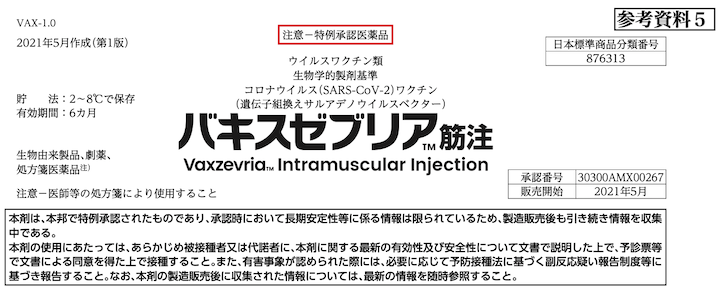 VAX-1.0
参考資料5
2021年5月作成(第1版)
注意-特例承認医薬品
日本標準商品分類番号
876313
ウイルスワクチン類
生物学的製剤基準
コロナウイルス(SARS-CoV-2)ワクチン
(遺伝子組換えサルアデノウイルスベクター)
貯 法:2~8℃で保存
有効期間:6カ月
バキスゼブリア™筋注
Vaxzevria™ Intramuscular Injection
生物由来製品、劇薬、
処方箋医薬品注)
注意-医師等の処方箋により使用すること
承認番号 30300AMX00267
販売開始 2021年5月
本剤は、本邦で特例承認されたものであり、承認時において長期安定性等に係る情報は限られているため、製造販売後も引き続き情報を収集
中である。
本剤の使用にあたっては、あらかじめ被接種者又は代諾者に、本剤に関する最新の有効性及び安全性について文書で説明した上で、予診票等
で文書による同意を得た上で接種すること。また、有害事象が認められた際には、必要に応じて予防接種法に基づく副反応疑い報告制度等に
基づき報告すること。なお、本剤の製造販売後に収集された情報については、最新の情報を随時参照すること。